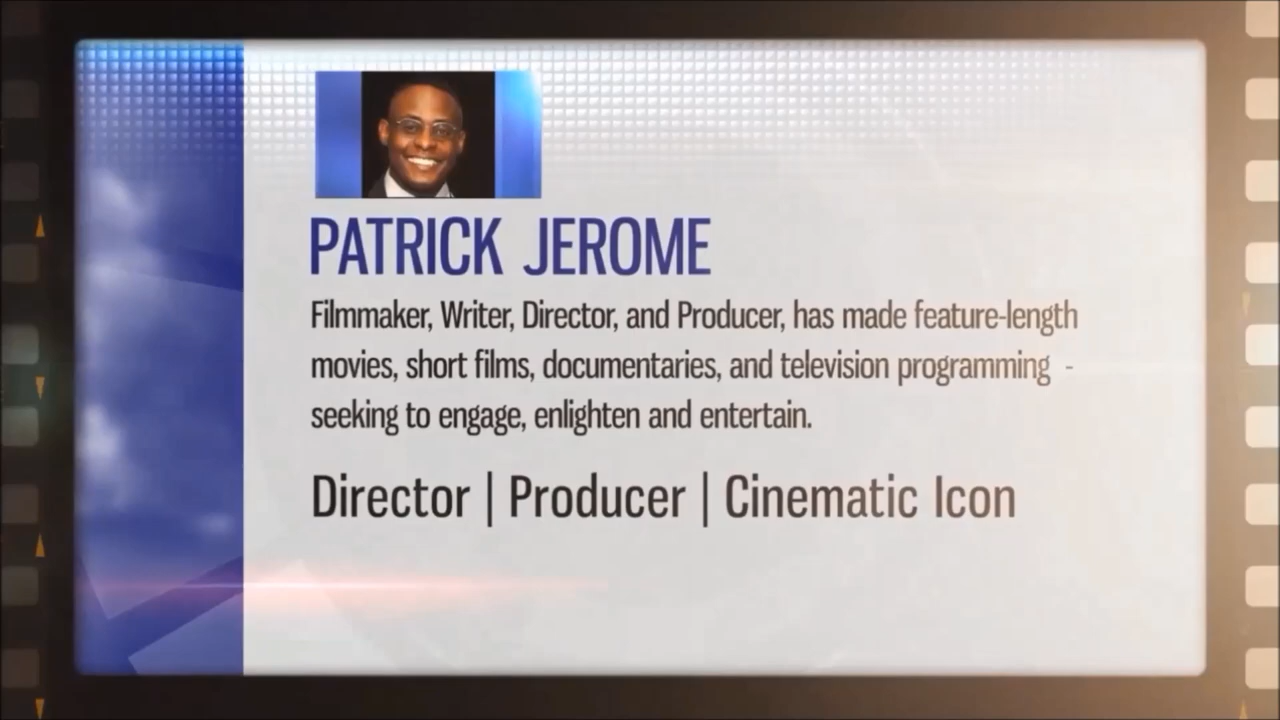 PATRICK JEROME
Filmmaker, Writer, Director, and Producer, has made feature-length
movies, short films, documentaries, and television programming -
seeking to engage, enlighten and entertain.
Director | Producer | Cinematic Icon